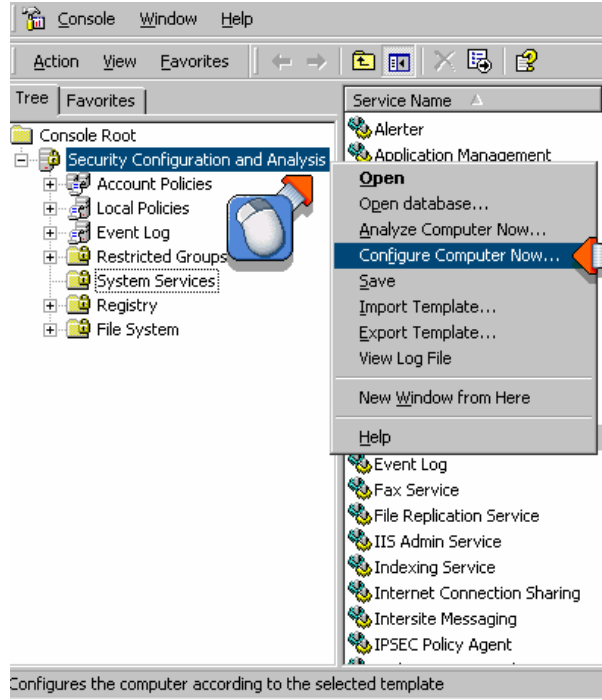 Console Window Help
Action View Favorites
Tree Favorites
Service Name
Console Root
Security Configuration and Analysis
Account Policies
Local Policies
Event Log
Restricted Groups
System Services
Registry
File System
Alerter
Application Management
Open
Open database...
Analyze Computer Now...
Configure Computer Now...
Save
Import Template...
Export Template...
View Log File
New Window from Here
Help
Event Log
Fax Service
File Replication Service
IIS Admin Service
Indexing Service
Internet Connection Sharing
Intersite Messaging
IPSEC Policy Agent
Configures the computer according to the selected template